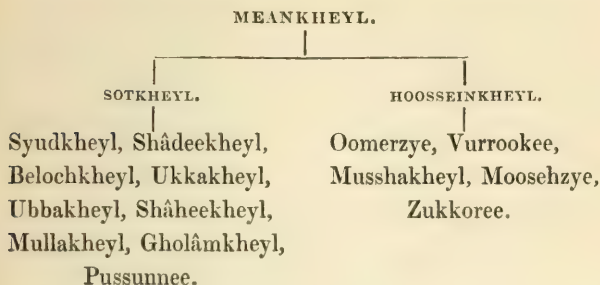 MEANKHEYL.
SOTKHEYL.
HOOSSEINKHEYL.
Syudkheyl, Shâdeekheyl,
Belochkheyl, Ukkakheyl,
Ubbakheyl, Shâheekheyl,
Mullakheyl, Gholâmkheyl,
Pussunnee.
Oomerzye, Vurrookee,
Musshakheyl, Moosehzye,
Zukkoree.